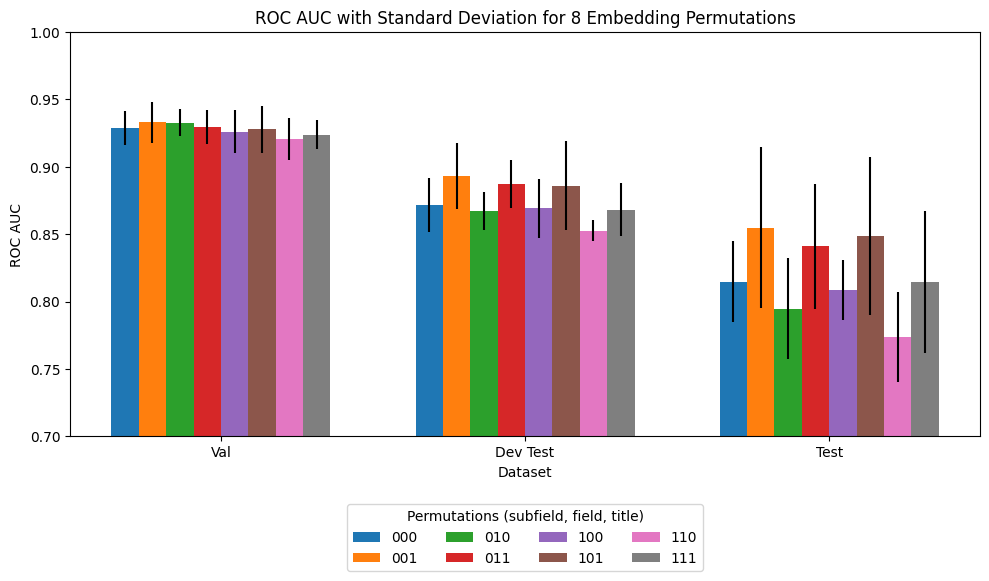 ROC AUC with Standard Deviation for 8 Embedding Permutations
1.00
0.95
0.90
0.85
0.80
0.75
0.70
ROC AUC
Val
Dev Test
Test
Dataset
Permutations (subfield, field, title)
000 010 100 110
001 011 101 111